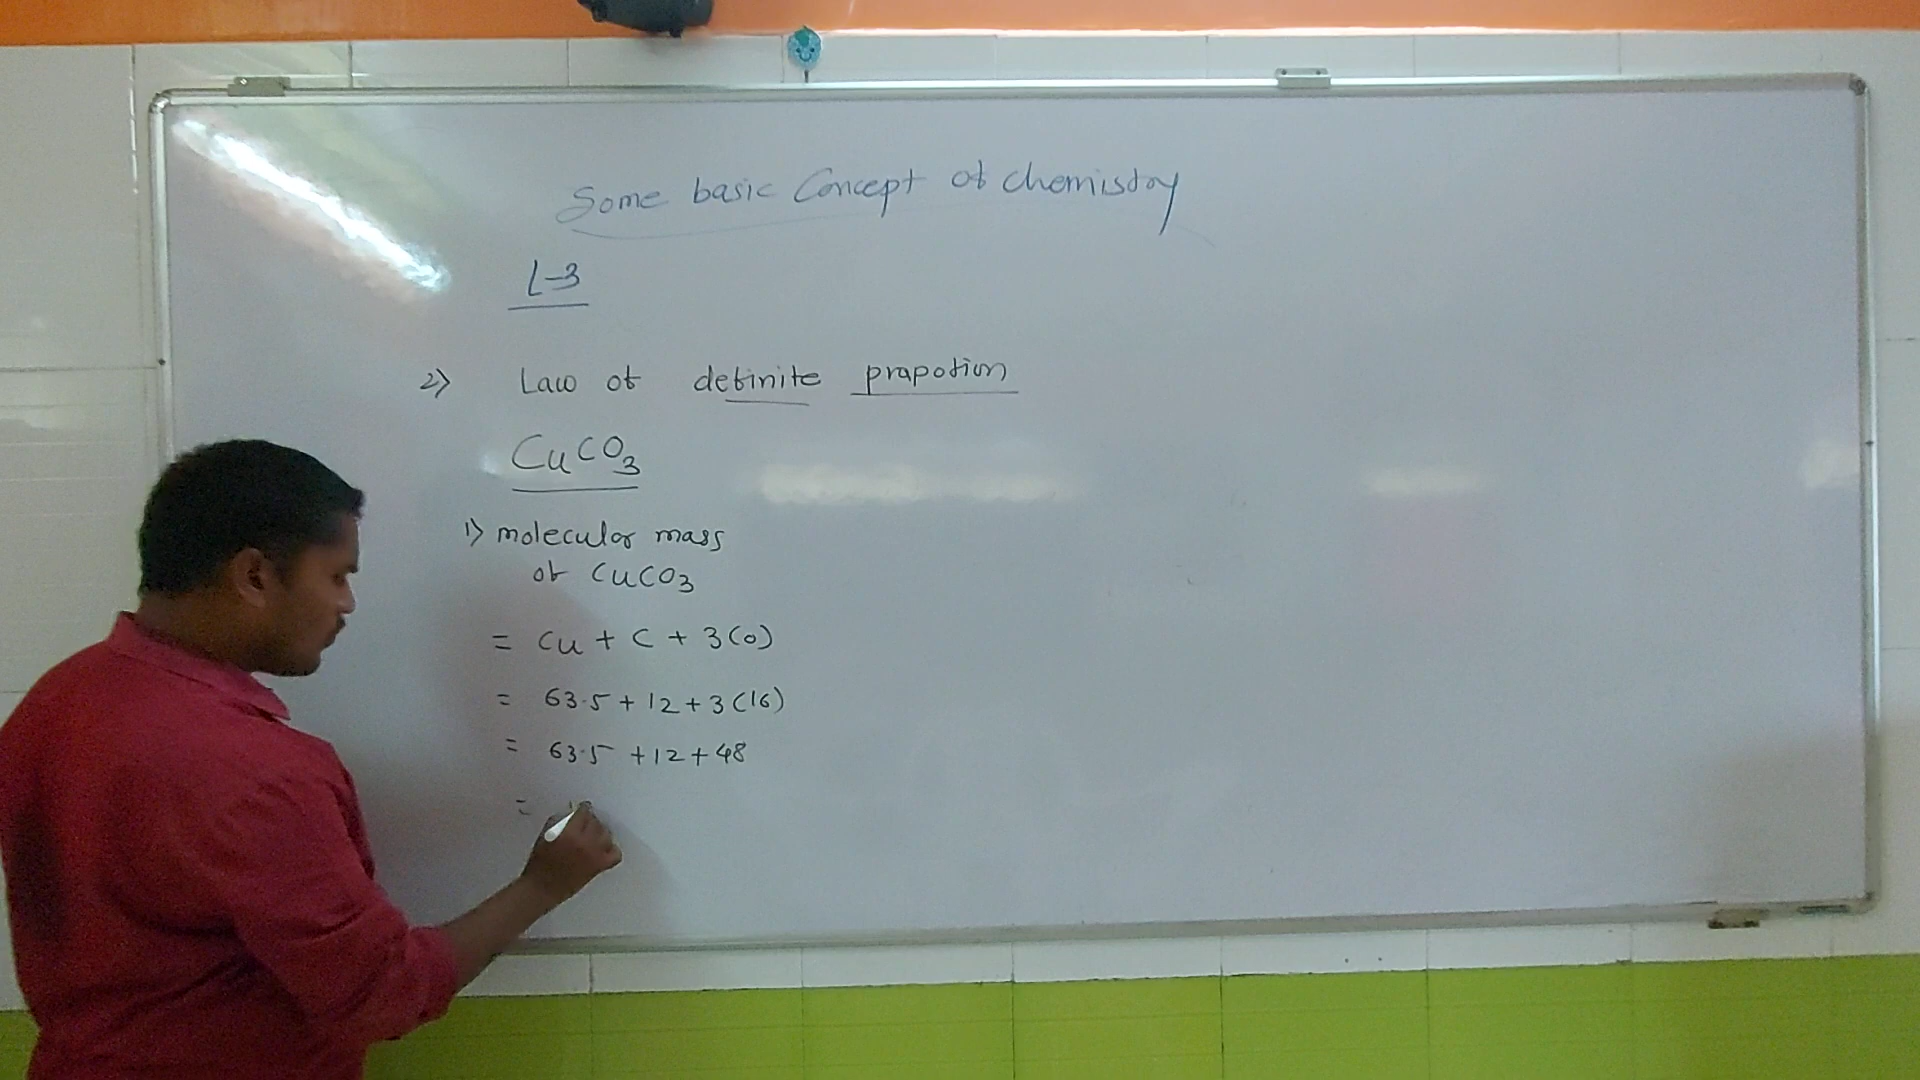 Some basic Concept of chemistry
L-3
2) Law of definite prapotion
CuCO3
1) molecular mass
of CuCO3
= Cu + C + 3(O)
= 63.5 + 12 + 3(16)
= 63.5 + 12 + 48
=